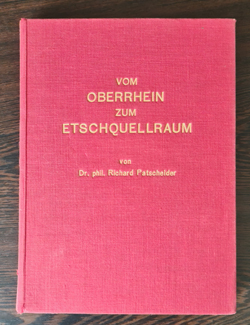 VOM
OBERRHEIN
ZUM
ETSCHQUELLRAUM
von
Dr. phil. Richard Patscheider